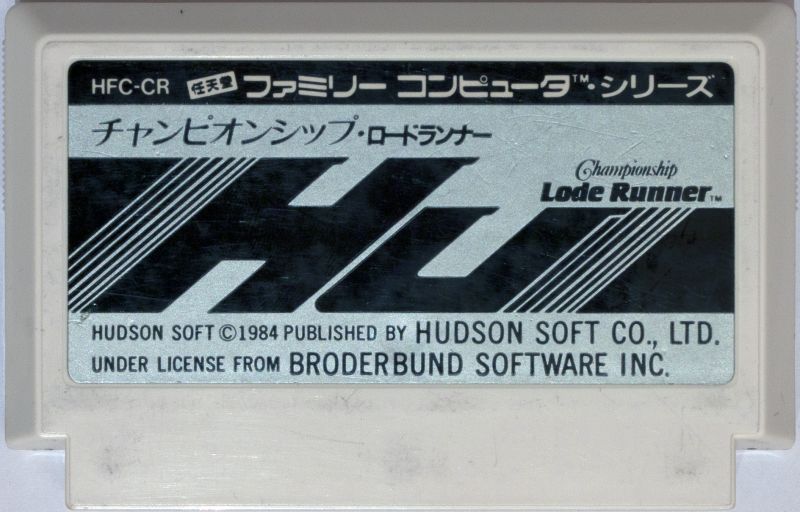 HFC-CR 任天堂 ファミリー コンピュータ™・シリーズ
チャンピオンシップ・ロードランナー
Championship
Lode Runner™
HU
HUDSON SOFT ©1984 PUBLISHED BY HUDSON SOFT CO., LTD.
UNDER LICENSE FROM BRODERBUND SOFTWARE INC.